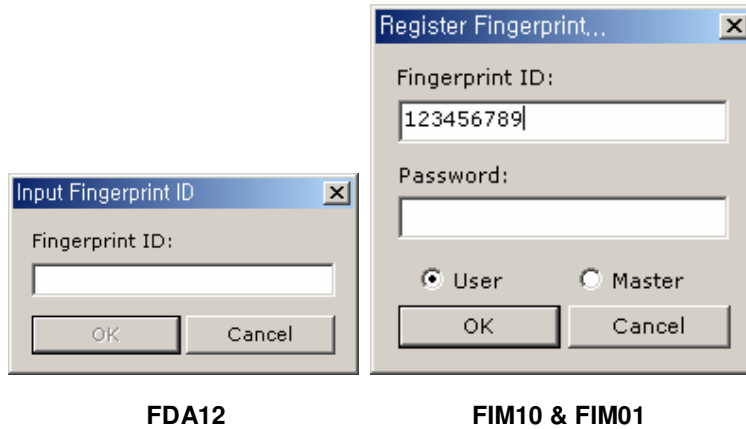 Input Fingerprint ID
Fingerprint ID:
OK
Cancel
FDA12
Register Fingerprint...
Fingerprint ID:
123456789
Password:
User
Master
OK
Cancel
FIM10 & FIM01